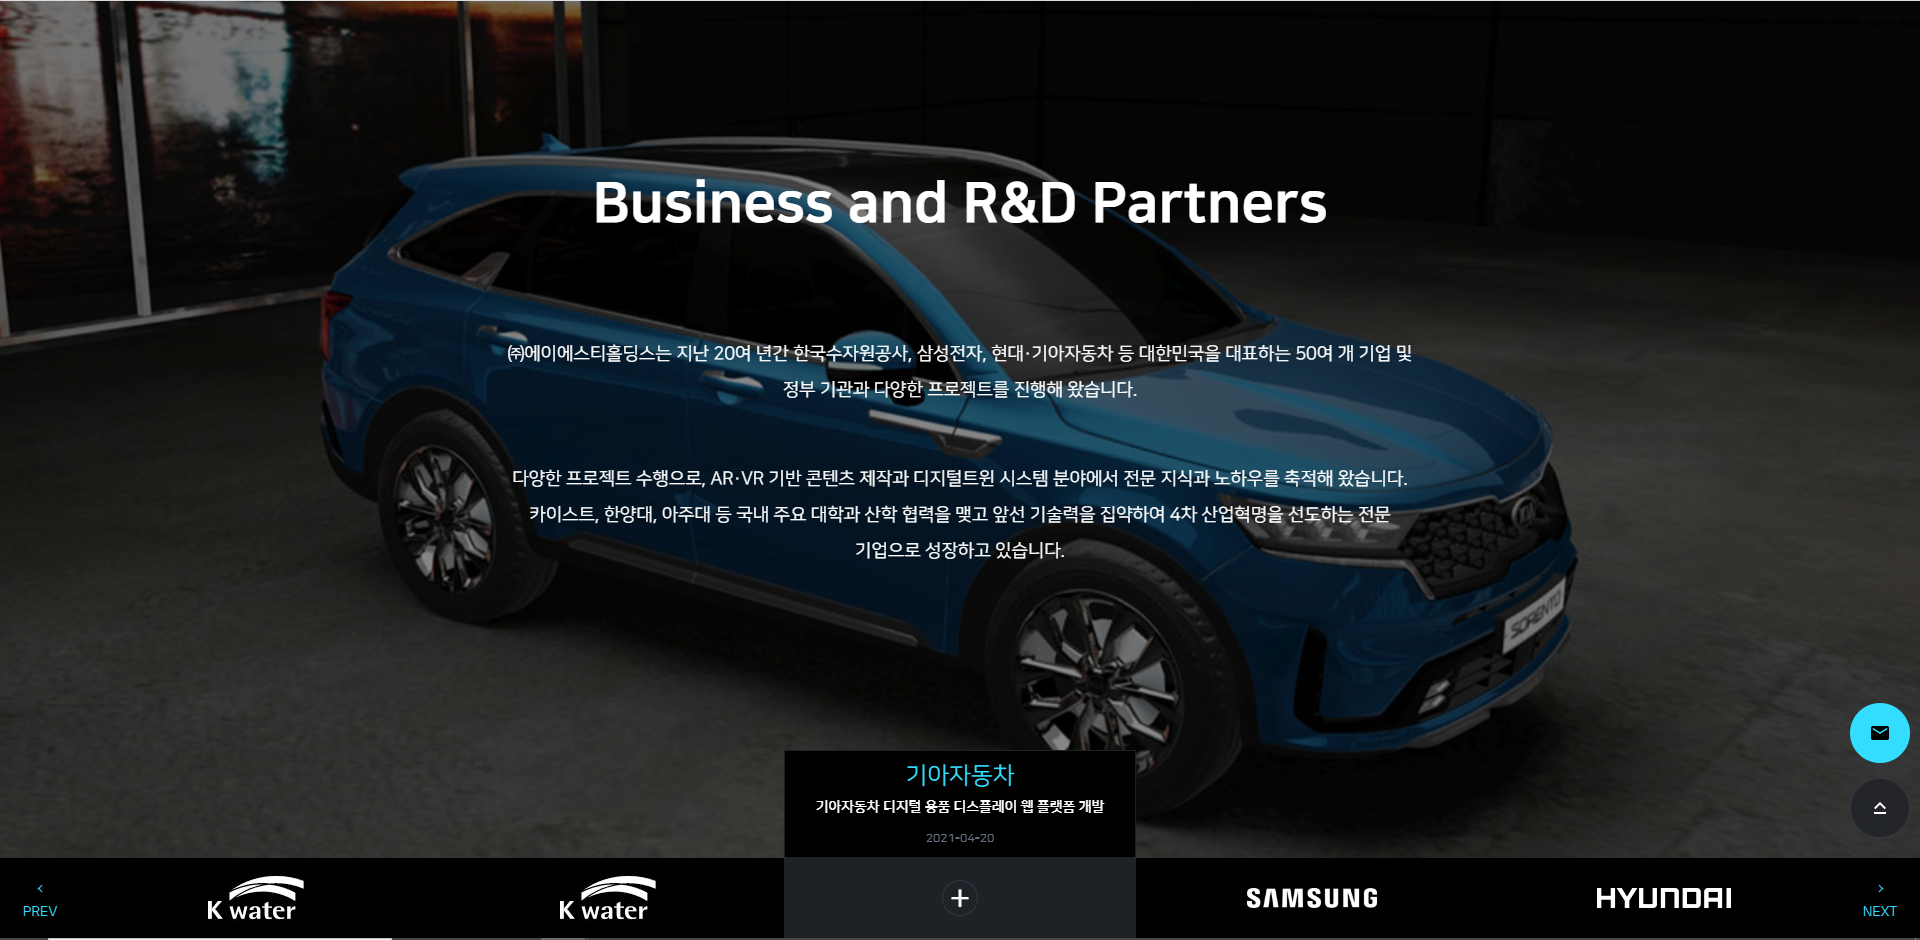 Business and R&D Partners
㈜에이에스티홀딩스는 지난 20여 년간 한국수자원공사, 삼성전자, 현대·기아자동차 등 대한민국을 대표하는 50여 개 기업 및
정부 기관과 다양한 프로젝트를 진행해 왔습니다.
다양한 프로젝트 수행으로, AR·VR 기반 콘텐츠 제작과 디지털트윈 시스템 분야에서 전문 지식과 노하우를 축적해 왔습니다.
카이스트, 한양대, 아주대 등 국내 주요 대학과 산학 협력을 맺고 앞선 기술력을 집약하여 4차 산업혁명을 선도하는 전문
기업으로 성장하고 있습니다.
KIA
SORENTO
기아자동차
기아자동차 디지털 용품 디스플레이 웹 플랫폼 개발
2021-04-20
PREV
K water
K water
SAMSUNG
HYUNDAI
NEXT